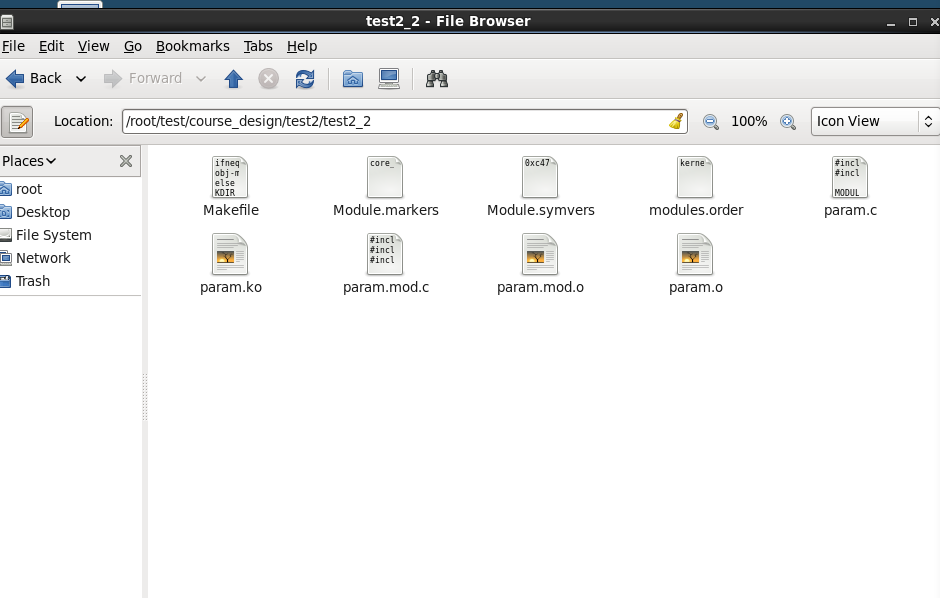 test2_2 - File Browser
File Edit View Go Bookmarks Tabs Help
Back Forward
Location: /root/test/course_design/test2/test2_2 100% Icon View
Places
root
Desktop
File System
Network
Trash
ifneq
obj-m
else
KDIR
Makefile
core_
Module.markers
0xc47
Module.symvers
kerne
modules.order
#incl
#incl
MODUL
param.c
param.ko
#incl
#incl
#incl
param.mod.c
param.mod.o
param.o